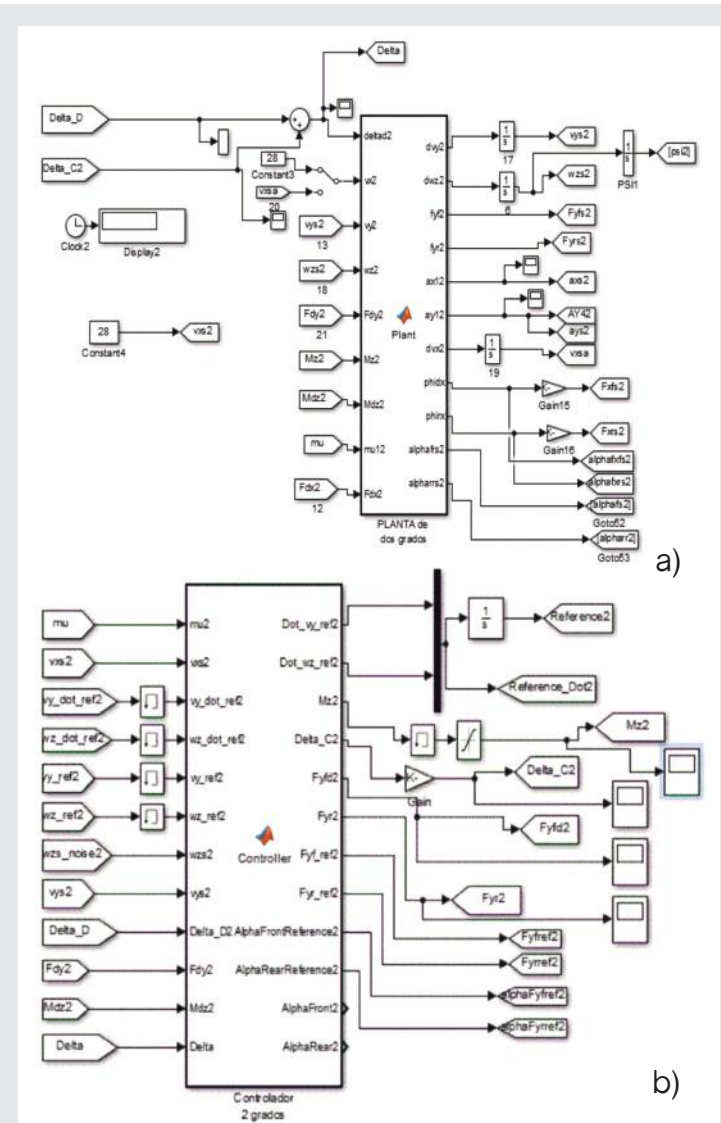 Delta
Delta_D
Delta_C2
28
Constant3
vxsa
20
Clock2
Display2
vys2
13
wzs2
18
Fdy2
21
28
Constant4
vxs2
Mz2
Mdz2
mu
Fdx2
12
deltad2
vx2
vy2
wz2
Fdy2
Mz2
Mdz2
mu12
Fdx2
Plant
dvy2
dwz2
fyf2
fyr2
ax12
ay12
dvx2
phidx
phirx
alphafrs2
alpharrs2
PLANTA de
dos grados
1
s
17
vys2
1
s
6
wzs2
1
s
PSI1
[psi2]
Fyfs2
Fyrs2
axs2
AY42
ays2
1
s
19
vxsa
Gain15
Fxfs2
Gain16
Fxrs2
alphafxfs2
alphafxrs2
[alphafs2]
Goto52
[alpharr2]
Goto53
a)
mu
vxs2
vy_dot_ref2
wz_dot_ref2
vy_ref2
wz_ref2
wzs_noise2
vys2
Delta_D
Fdy2
Mdz2
Delta
mu2
vxs2
vy_dot_ref2
wz_dot_ref2
vy_ref2
wz_ref2
wzs2
vys2
Delta_D2
Fdy2
Mdz2
Delta
Controller
Dot_vy_ref2
Dot_wz_ref2
Mz2
Delta_C2
Fyfd2
Fyr2
Fyf_ref2
Fyr_ref2
AlphaFrontReference2
AlphaRearReference2
AlphaFront2
AlphaRear2
Controlador
2 grados
1
s
Reference2
Reference_Dot2
Mz2
K-
Gain
Delta_C2
Fyfd2
Fyr2
Fyfref2
Fyrref2
alphaFyfref2
alphaFyrref2
b)